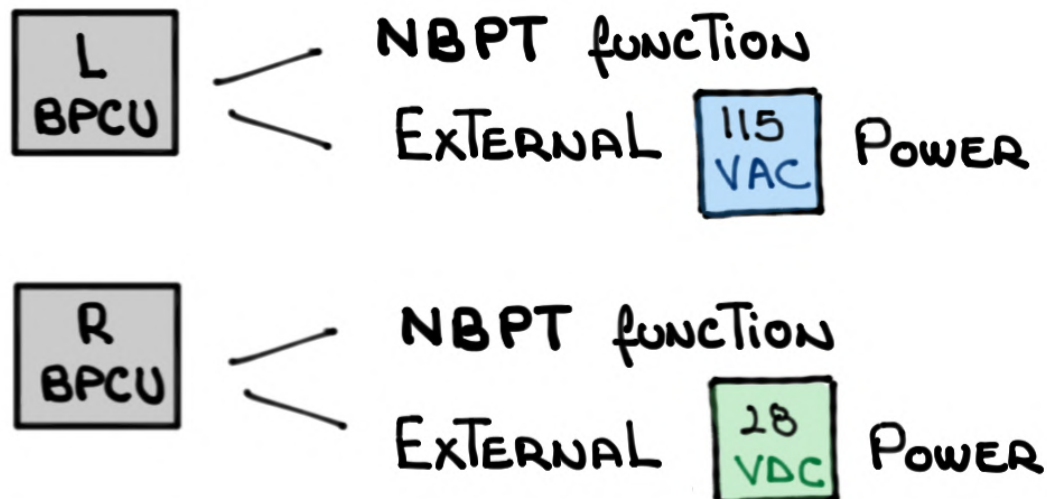 L
BPCU
NBPT function
EXTERNAL 115 VAC POWER
R
BPCU
NBPT function
EXTERNAL 28 VDC POWER